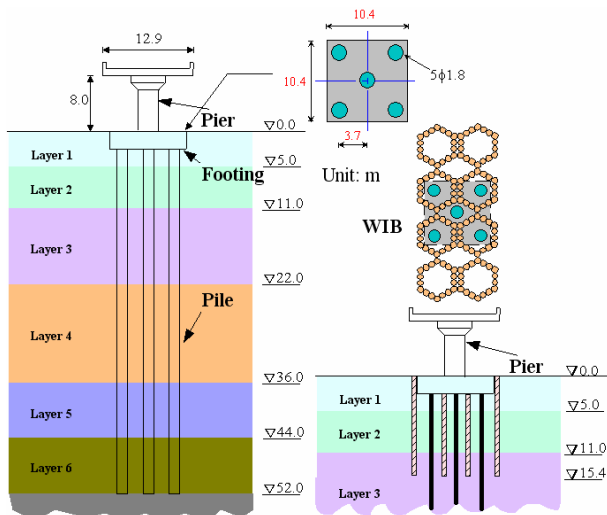 12.9
8.0
Pier
Footing
Pile
Layer 1
Layer 2
Layer 3
Layer 4
Layer 5
Layer 6
▽0.0
▽5.0
▽11.0
▽22.0
▽36.0
▽44.0
▽52.0
10.4
10.4
5ϕ1.8
3.7
Unit: m
WIB
Pier
Layer 1
Layer 2
Layer 3
▽0.0
▽5.0
▽11.0
▽15.4